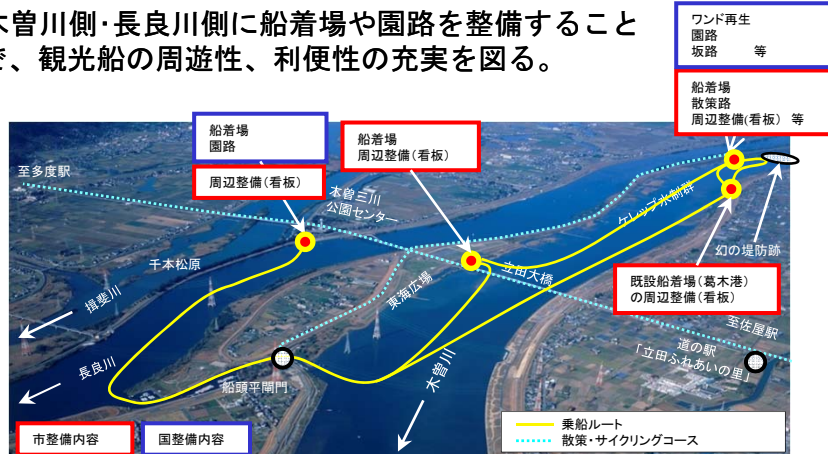 木曽川側・長良川側に船着場や園路を整備すること
で、観光船の周遊性、利便性の充実を図る。
ワンド再生
園路
坂路　等
船着場
散策路
周辺整備(看板)　等
船着場
園路
周辺整備(看板)
船着場
周辺整備(看板)
至多度駅
木曽三川
公園センター
ケレップ水制群
幻の堤防跡
千本松原
立田大橋
東海広場
既設船着場(葛木港)
の周辺整備(看板)
揖斐川
至佐屋駅
道の駅
「立田ふれあいの里」
長良川
船頭平閘門
木曽川
乗船ルート
散策・サイクリングコース
市整備内容
国整備内容